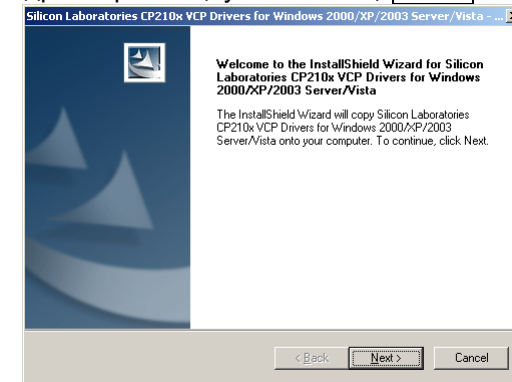 Silicon Laboratories CP210x VCP Drivers for Windows 2000/XP/2003 Server/Vista - ...
Welcome to the InstallShield Wizard for Silicon
Laboratories CP210x VCP Drivers for Windows
2000/XP/2003 Server/Vista
The InstallShield Wizard will copy Silicon Laboratories
CP210x VCP Drivers for Windows 2000/XP/2003
Server/Vista onto your computer. To continue, click Next.
< Back
Next >
Cancel